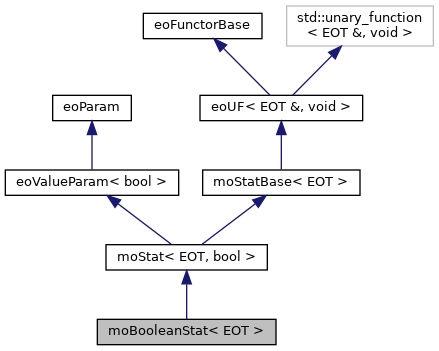 eoFunctorBase
std::unary_function
< EOT &, void >
eoParam
eoUF< EOT &, void >
eoValueParam< bool >
moStatBase< EOT >
moStat< EOT, bool >
moBooleanStat< EOT >